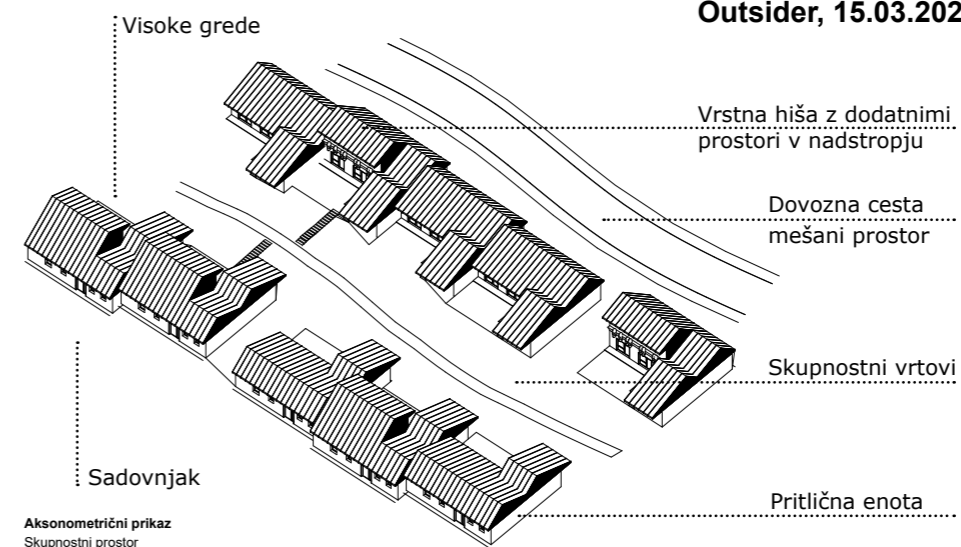 Outsider, 15.03.202
Visoke grede
Vrstna hiša z dodatnimi
prostori v nadstropju
Dovozna cesta
mešani prostor
Skupnostni vrtovi
Sadovnjak
Pritlična enota
Aksonometrični prikaz
Skupnostni prostor